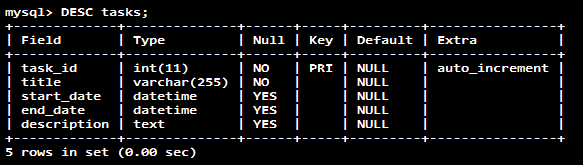 mysql> DESC tasks;
+-------------+--------------+------+-----+---------+----------------+
| Field       | Type         | Null | Key | Default | Extra          |
+-------------+--------------+------+-----+---------+----------------+
| task_id     | int(11)      | NO   | PRI | NULL    | auto_increment |
| title       | varchar(255) | NO   |     | NULL    |                |
| start_date  | datetime     | YES  |     | NULL    |                |
| end_date    | datetime     | YES  |     | NULL    |                |
| description | text         | YES  |     | NULL    |                |
+-------------+--------------+------+-----+---------+----------------+
5 rows in set (0.00 sec)